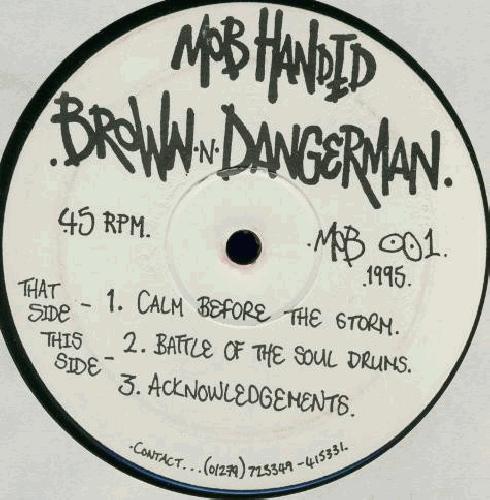 MOB HANDID
BROWN·N·DANGERMAN.
45 RPM.
·MOB 001.
.1995.
THAT SIDE - 1. CALM BEFORE THE STORM.
THIS SIDE - 2. BATTLE OF THE SOUL DRUMS.
3. ACKNOWLEDGEMENTS.
·CONTACT...(01279) 723349 - 415331.